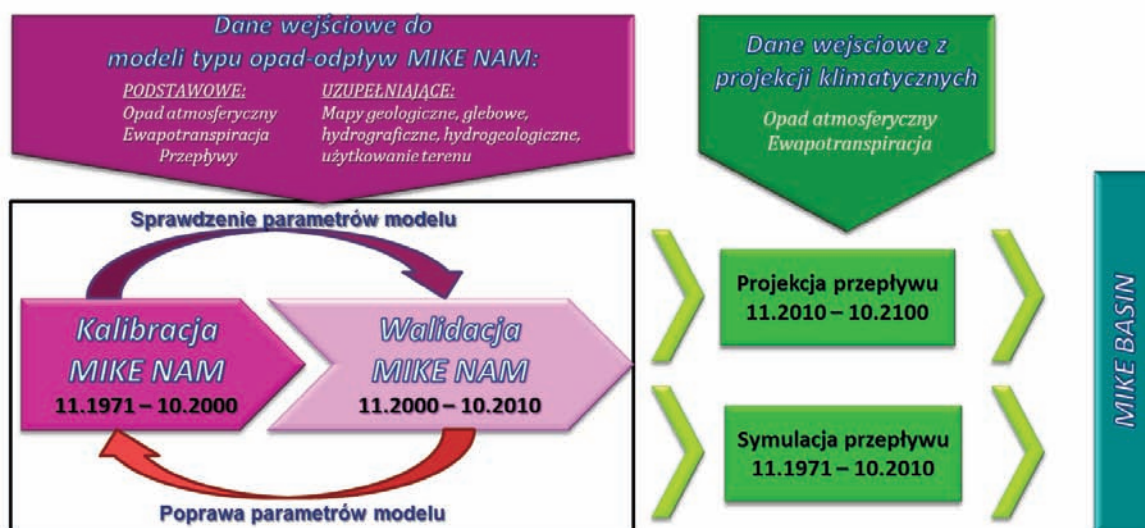 Dane wejściowe do
modeli typu opad-odpływ MIKE NAM:
PODSTAWOWE:
Opad atmosferyczny
Ewapotranspiracja
Przepływy
UZUPEŁNIAJĄCE:
Mapy geologiczne, glebowe,
hydrograficzne, hydrogeologiczne,
użytkowanie terenu
Dane wejsciowe z
projekcji klimatycznych
Opad atmosferyczny
Ewapotranspiracja
Sprawdzenie parametrów modelu
Kalibracja
MIKE NAM
11.1971 – 10.2000
Walidacja
MIKE NAM
11.2000 – 10.2010
Poprawa parametrów modelu
Projekcja przepływu
11.2010 – 10.2100
Symulacja przepływu
11.1971 – 10.2010
MIKE BASIN